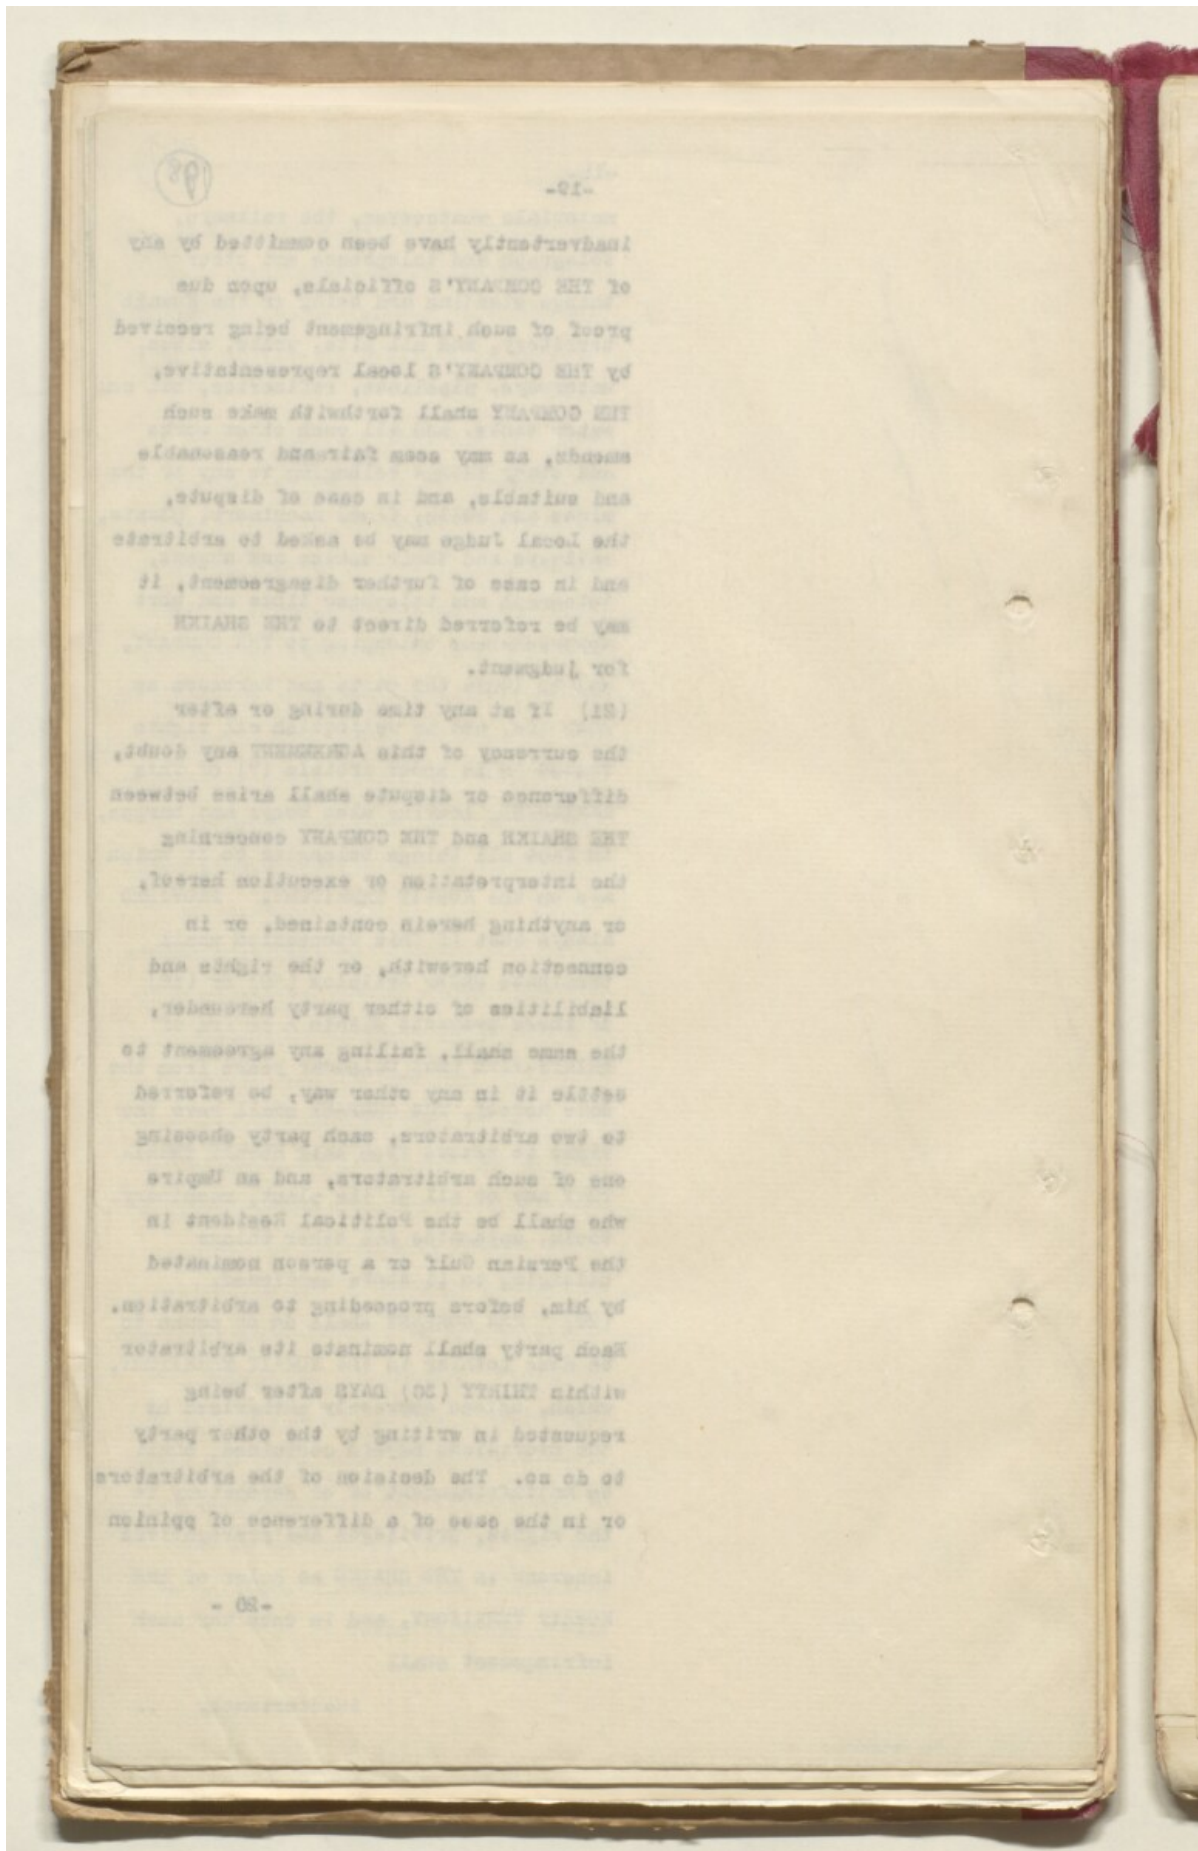 -19-
inadvertantly have been committed by any
of THE COMPANY'S officials, upon due
proof of such infringement being received
by THE COMPANY'S local representative,
THE COMPANY shall forthwith make such
amends, as may seem fair and reasonable
and suitable, and in case of dispute,
the Local Judge may be asked to arbitrate
and in case of further disagreement, it
may be referred direct to THE SHAIKH
for judgment.
(21) If at any time during or after
the currency of this AGREEMENT any doubt,
difference or dispute shall arise between
THE SHAIKH and THE COMPANY concerning
the interpretation or execution hereof,
or anything herein contained, or in
connection herewith, or the rights and
liabilities of either party hereunder,
the same shall, failing any agreement to
settle it in any other way, be referred
to two arbitrators, each party choosing
one of such arbitrators, and an Umpire
who shall be the Political Resident in
the Persian Gulf or a person nominated
by him, before proceeding to arbitration.
Each party shall nominate its arbitrator
within THIRTY (30) DAYS after being
requested in writing by the other party
to do so. The decision of the arbitrators
or in the case of a difference of ppinion
-20 -